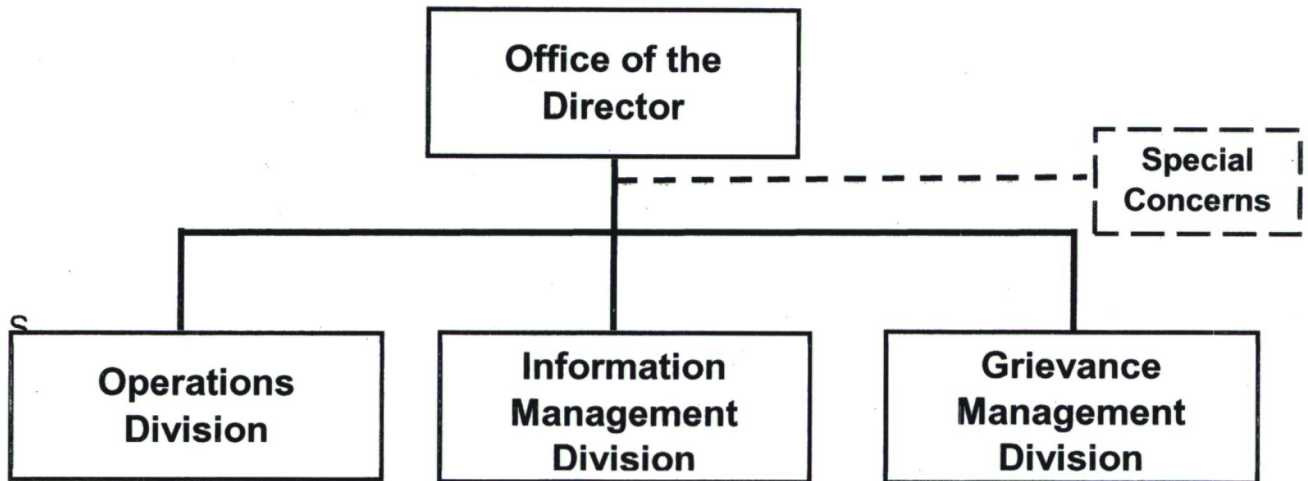 Office of the
Director
Special
Concerns
S
Operations
Division
Information
Management
Division
Grievance
Management
Division